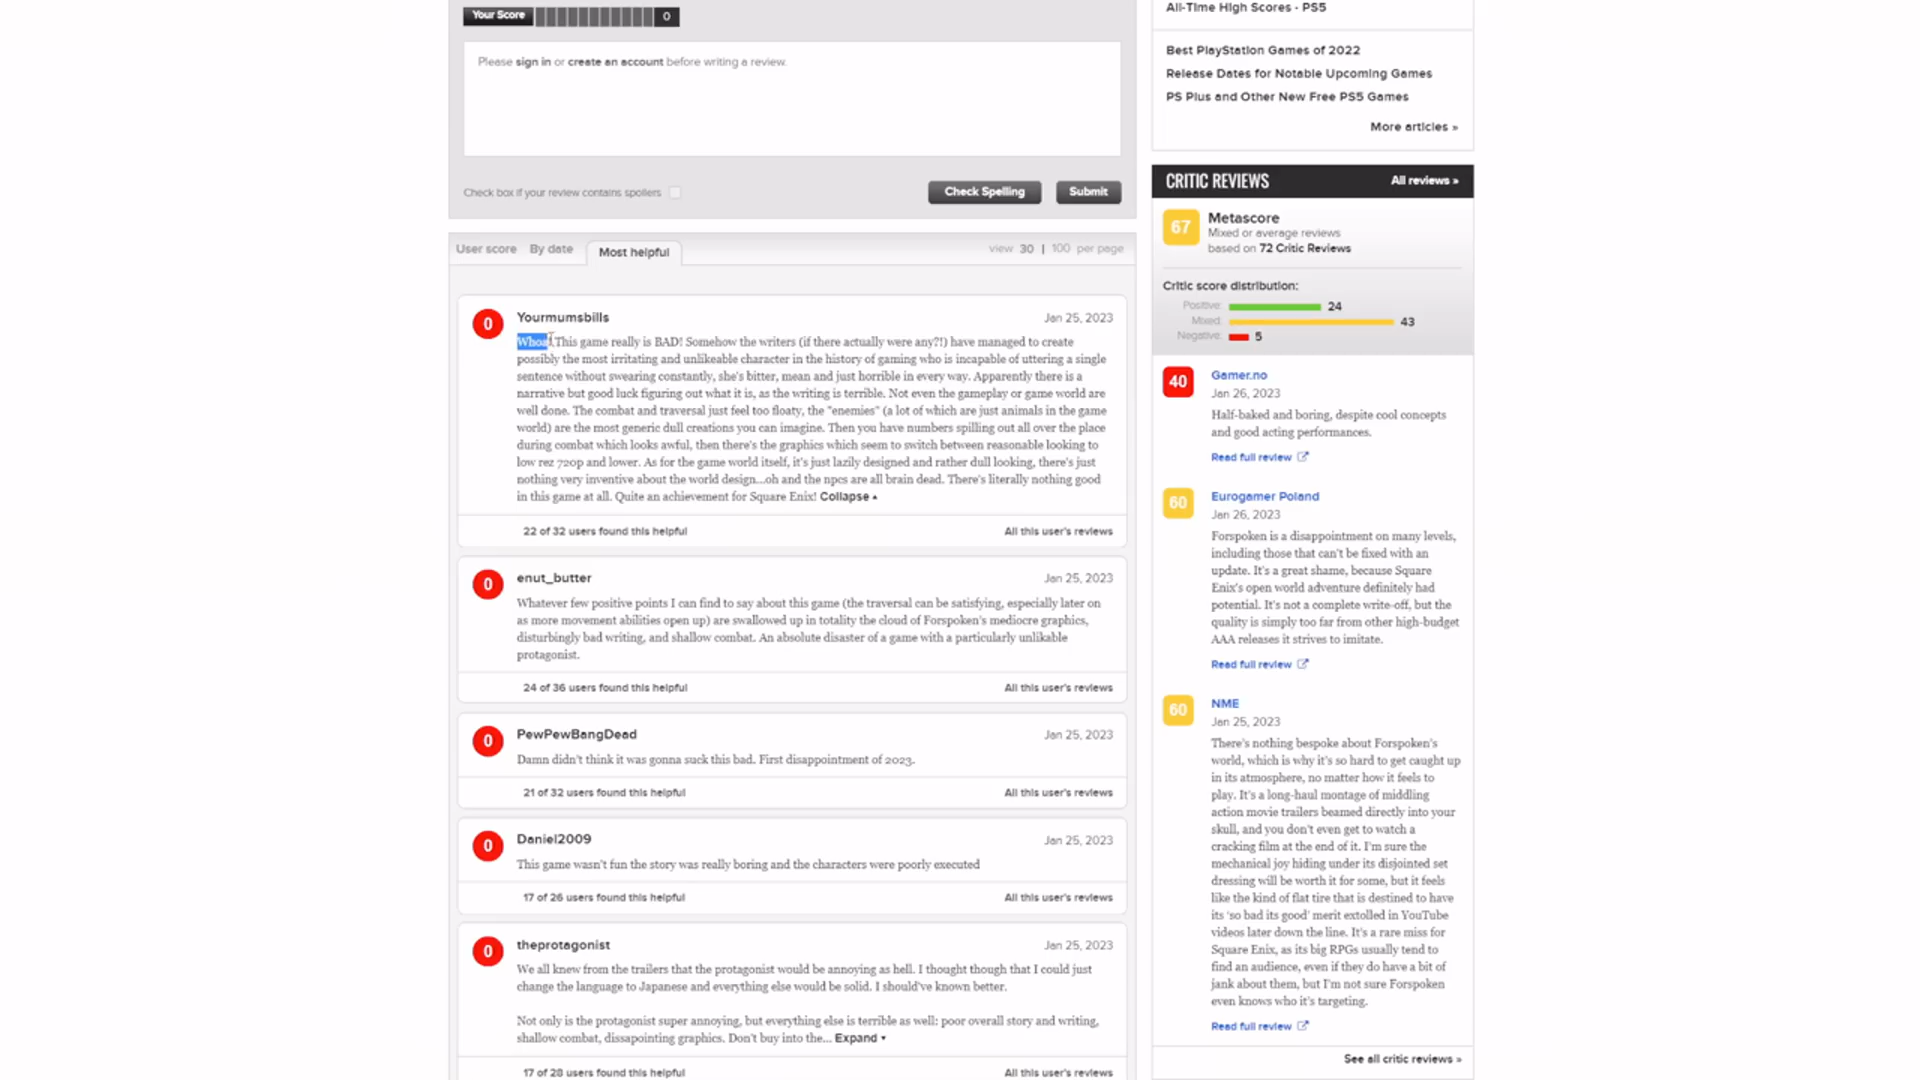 Your Score 0
Please sign in or create an account before writing a review.
Check box if your review contains spoilers
Check Spelling
Submit
User score By date Most helpful
view 30 | 100 per page
0
Yourmumsbills
Jan 25, 2023
Whoa This game really is BAD! Somehow the writers (if there actually were any?!) have managed to create
possibly the most irritating and unlikeable character in the history of gaming who is incapable of uttering a single
sentence without swearing constantly, she's bitter, mean and just horrible in every way. Apparently there is a
narrative but good luck figuring out what it is, as the writing is terrible. Not even the gameplay or game world are
well done. The combat and traversal just feel too floaty, the "enemies" (a lot of which are just animals in the game
world) are the most generic dull creations you can imagine. Then you have numbers spilling out all over the place
during combat which looks awful, then there's the graphics which seem to switch between reasonable looking to
low rez 720p and lower. As for the game world itself, it's just lazily designed and rather dull looking, there's just
nothing very inventive about the world design...oh and the npcs are all brain dead. There's literally nothing good
in this game at all. Quite an achievement for Square Enix! Collapse ▴
22 of 32 users found this helpful
All this user's reviews
0
enut_butter
Jan 25, 2023
Whatever few positive points I can find to say about this game (the traversal can be satisfying, especially later on
as more movement abilities open up) are swallowed up in totality the cloud of Forspoken's mediocre graphics,
disturbingly bad writing, and shallow combat. An absolute disaster of a game with a particularly unlikable
protagonist.
24 of 36 users found this helpful
All this user's reviews
0
PewPewBangDead
Jan 25, 2023
Damn didn't think it was gonna suck this bad. First disappointment of 2023.
21 of 32 users found this helpful
All this user's reviews
0
Daniel2009
Jan 25, 2023
This game wasn't fun the story was really boring and the characters were poorly executed
17 of 26 users found this helpful
All this user's reviews
0
theprotagonist
Jan 25, 2023
We all knew from the trailers that the protagonist would be annoying as hell. I thought though that I could just
change the language to Japanese and everything else would be solid. I should've known better.
Not only is the protagonist super annoying, but everything else is terrible as well: poor overall story and writing,
shallow combat, dissapointing graphics. Don't buy into the... Expand ▾
17 of 28 users found this helpful
All this user's reviews
All-Time High Scores - PS5
Best PlayStation Games of 2022
Release Dates for Notable Upcoming Games
PS Plus and Other New Free PS5 Games
More articles »
CRITIC REVIEWS
All reviews »
67
Metascore
Mixed or average reviews
based on 72 Critic Reviews
Critic score distribution:
Positive: 24
Mixed: 43
Negative: 5
40
Gamer.no
Jan 26, 2023
Half-baked and boring, despite cool concepts
and good acting performances.
Read full review
60
Eurogamer Poland
Jan 26, 2023
Forspoken is a disappointment on many levels,
including those that can't be fixed with an
update. It's a great shame, because Square
Enix's open world adventure definitely had
potential. It's not a complete write-off, but the
quality is simply too far from other high-budget
AAA releases it strives to imitate.
Read full review
60
NME
Jan 25, 2023
There's nothing bespoke about Forspoken's
world, which is why it's so hard to get caught up
in its atmosphere, no matter how it feels to
play. It's a long-haul montage of middling
action movie trailers beamed directly into your
skull, and you don't even get to watch a
cracking film at the end of it. I'm sure the
mechanical joy hiding under its disjointed set
dressing will be worth it for some, but it feels
like the kind of flat tire that is destined to have
its 'so bad its good' merit extolled in YouTube
videos later down the line. It's a rare miss for
Square Enix, as its big RPGs usually tend to
find an audience, even if they do have a bit of
jank about them, but I'm not sure Forspoken
even knows who it's targeting.
Read full review
See all critic reviews »